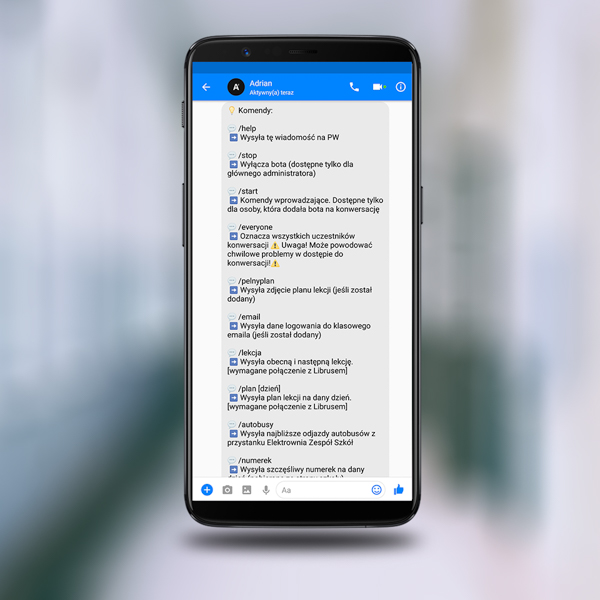 Adrian
Aktywny(a) teraz
Komendy:
/help
Wysyła tę wiadomość na PW
/stop
Wyłącza bota (dostępne tylko dla
głównego administratora)
/start
Komendy wprowadzające. Dostępne tylko
dla osoby, która dodała bota na konwersację
/everyone
Oznacza wszystkich uczestników
konwersacji ⚠️ Uwaga! Może powodować
chwilowe problemy w dostępie do
konwersacji!⚠️
/pelnyplan
Wysyła zdjęcie planu lekcji (jeśli został
dodany)
/email
Wysyła dane logowania do klasowego
emaila (jeśli został dodany)
/lekcja
Wysyła obecną i następną lekcję.
[wymagane połączenie z Librusem]
/plan [dzień]
Wysyła plan lekcji na dany dzień.
[wymagane połączenie z Librusem]
/autobusy
Wysyła najbliższe odjazdy autobusów z
przystanku Elektrownia Zespół Szkół
/numerek
Wysyła szczęśliwy numerek na dany
Aa